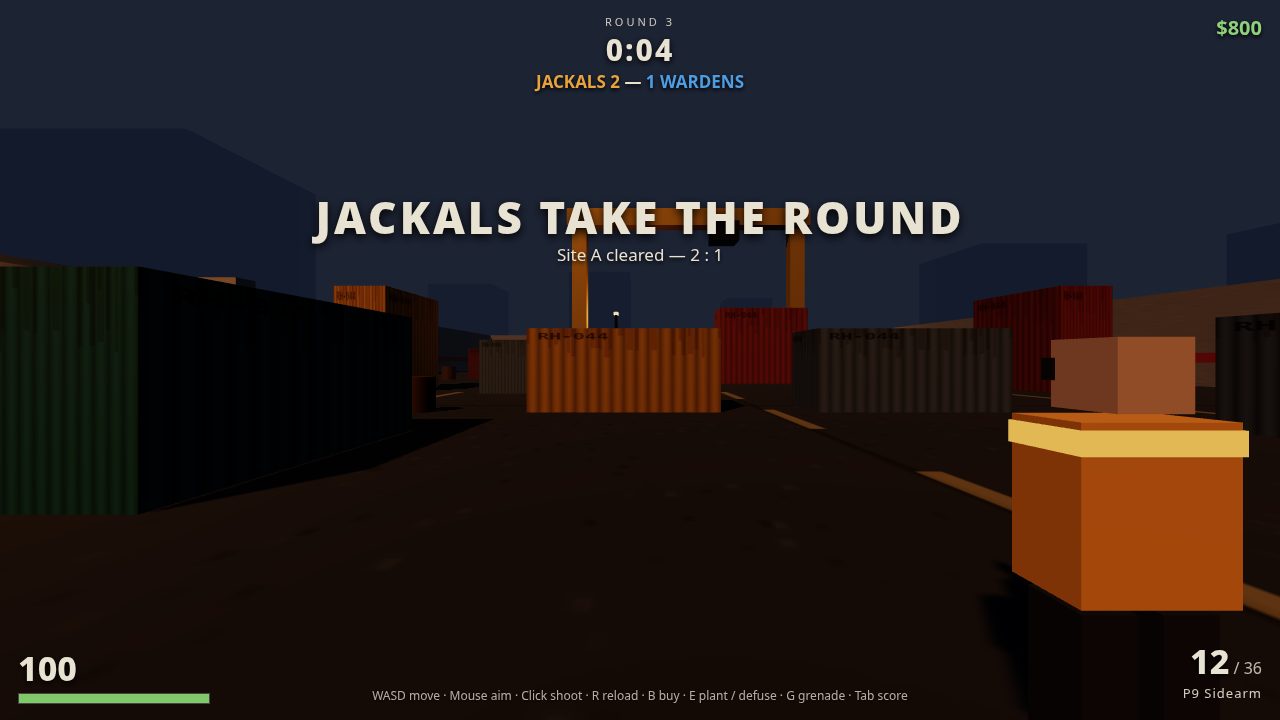 ROUND 3
0:04
$800
JACKALS 2 — 1 WARDENS
JACKALS TAKE THE ROUND
Site A cleared — 2 : 1
RH-044
RH-044
RH
100
12 / 36
P9 Sidearm
WASD move · Mouse aim · Click shoot · R reload · B buy · E plant / defuse · G grenade · Tab score